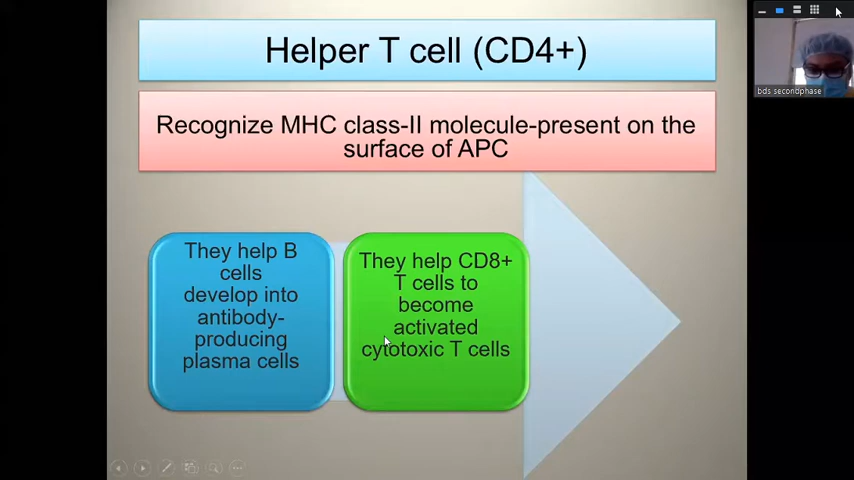 Helper T cell (CD4+)
Recognize MHC class-II molecule-present on the
surface of APC
They help B
cells
develop into
antibody-
producing
plasma cells
They help CD8+
T cells to
become
activated
cytotoxic T cells
bds secondphase